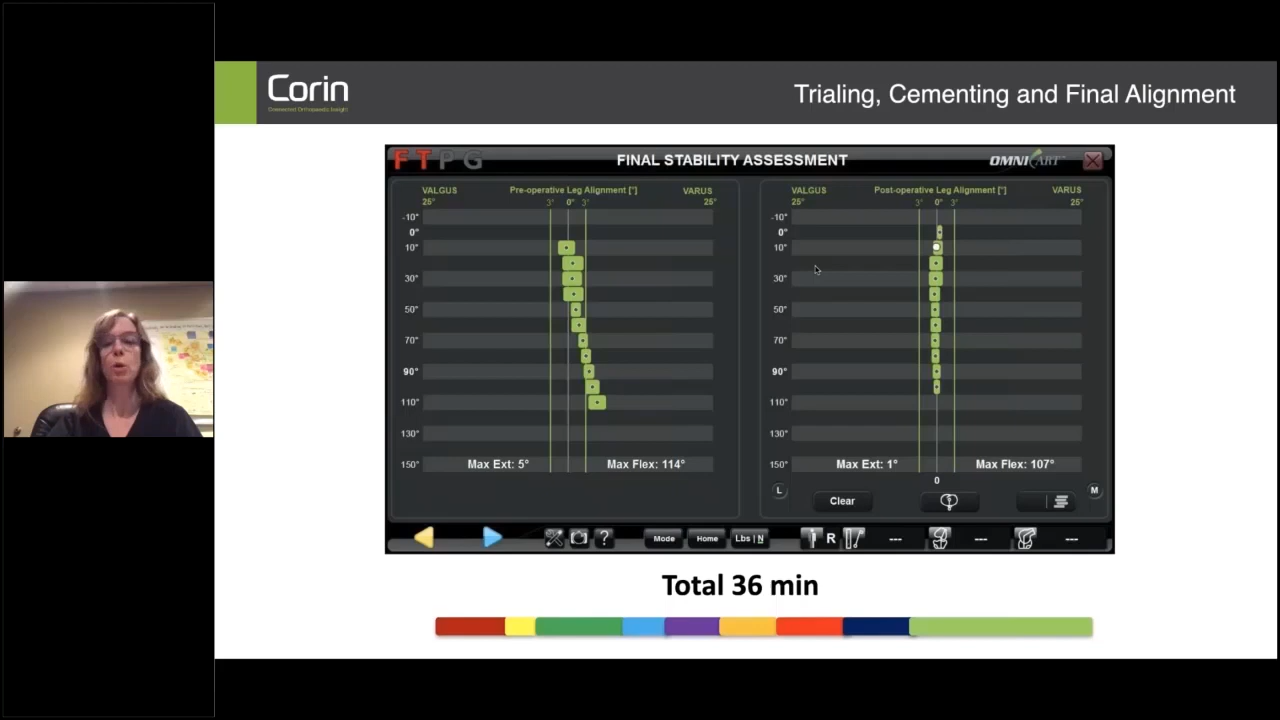 Corin
Connected Orthopaedic Insight
Trialing, Cementing and Final Alignment
F T P G
FINAL STABILITY ASSESSMENT
OMNI
VALGUS Pre-operative Leg Alignment [°] VARUS
25° 3° 0° 3° 25°
-10°
0°
10°
30°
50°
70°
90°
110°
130°
150°
Max Ext: 5° Max Flex: 114°
VALGUS Post-operative Leg Alignment [°] VARUS
25° 3° 0° 3° 25°
-10°
0°
10°
30°
50°
70°
90°
110°
130°
150°
Max Ext: 1° Max Flex: 107°
0
L M
Clear
? Mode Home Lbs | N R --- --- ---
Total 36 min